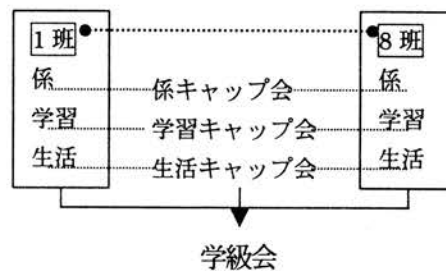 1班 8班
係 係キャップ会 係
学習 学習キャップ会 学習
生活 生活キャップ会 生活
学級会